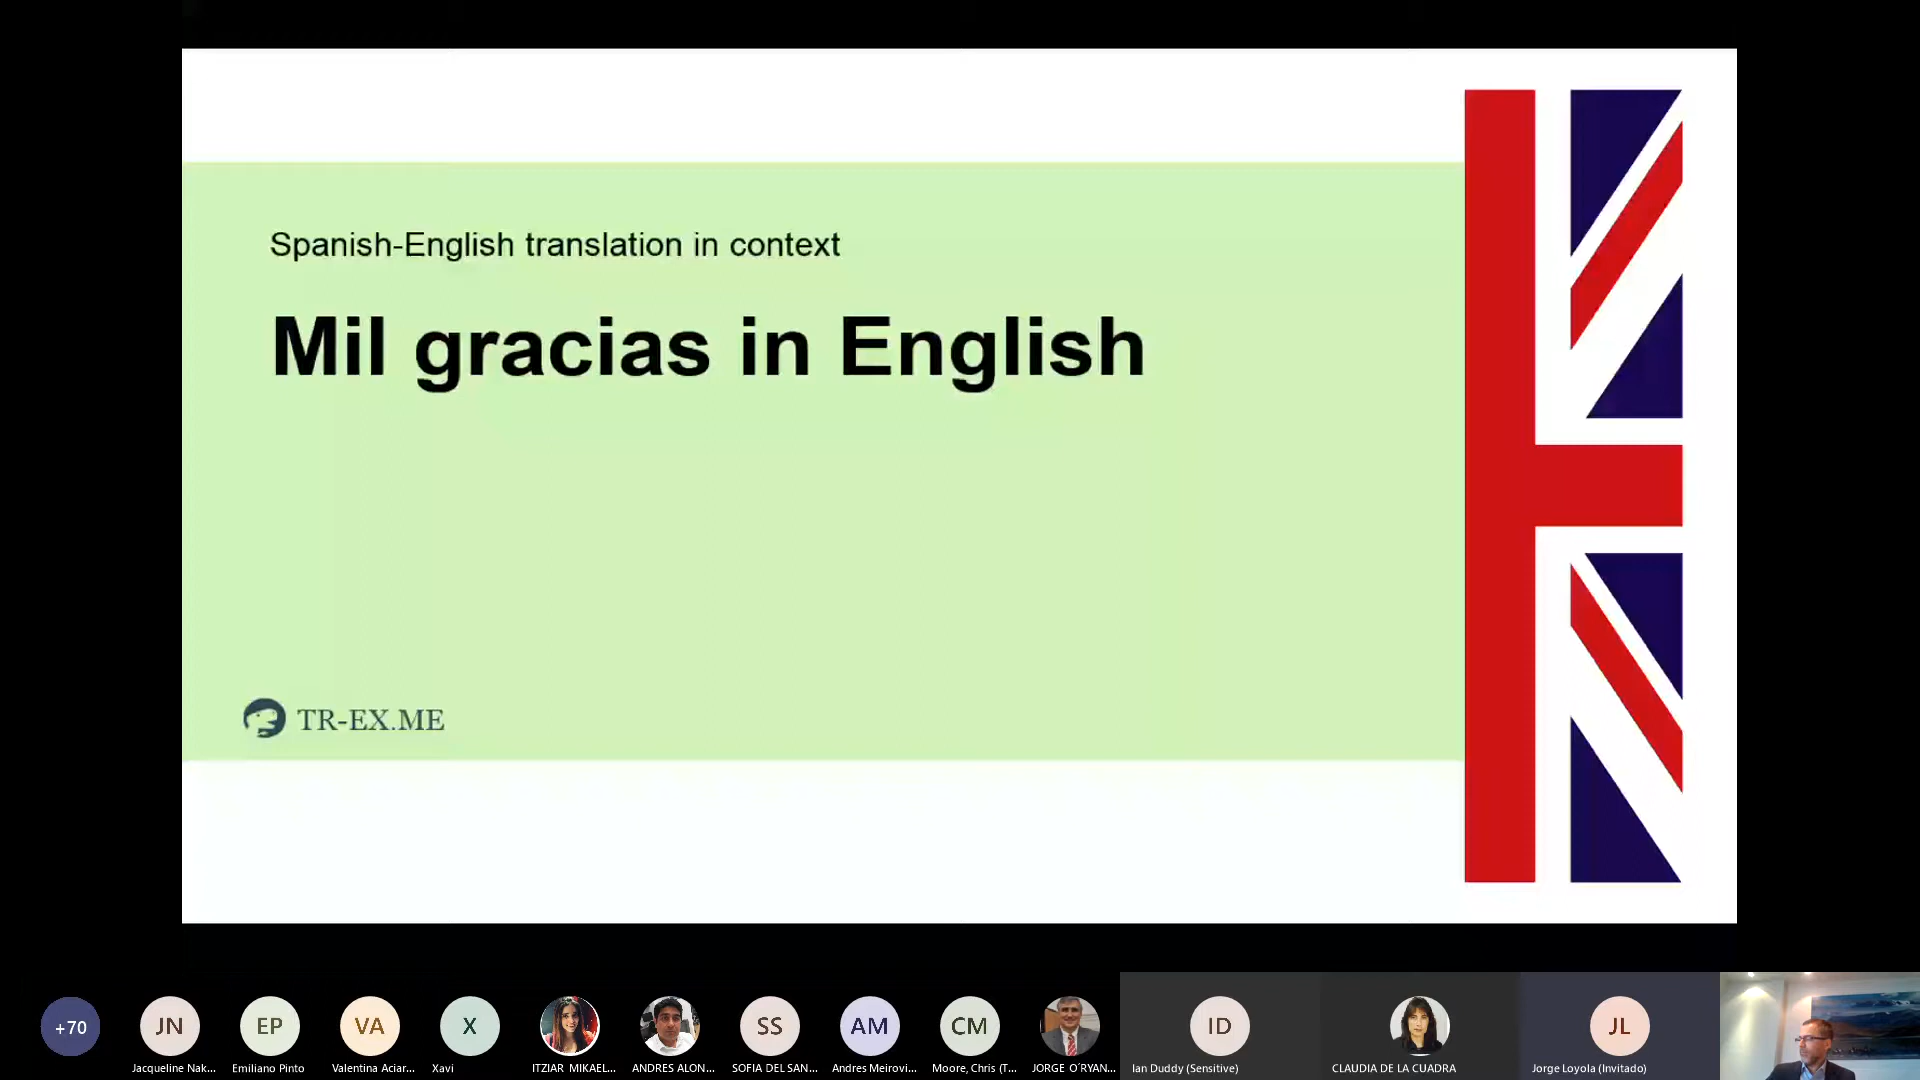 Spanish-English translation in context
Mil gracias in English
TR-EX.ME
+70
JN
EP
VA
X
SS
AM
CM
ID
JL
Jacqueline Nak...
Emiliano Pinto
Valentina Aciar...
Xavi
ITZIAR MIKAEL...
ANDRES ALON...
SOFIA DEL SAN...
Andres Meirovi...
Moore, Chris (T...
JORGE O´RYAN...
Ian Duddy (Sensitive)
CLAUDIA DE LA CUADRA
Jorge Loyola (Invitado)